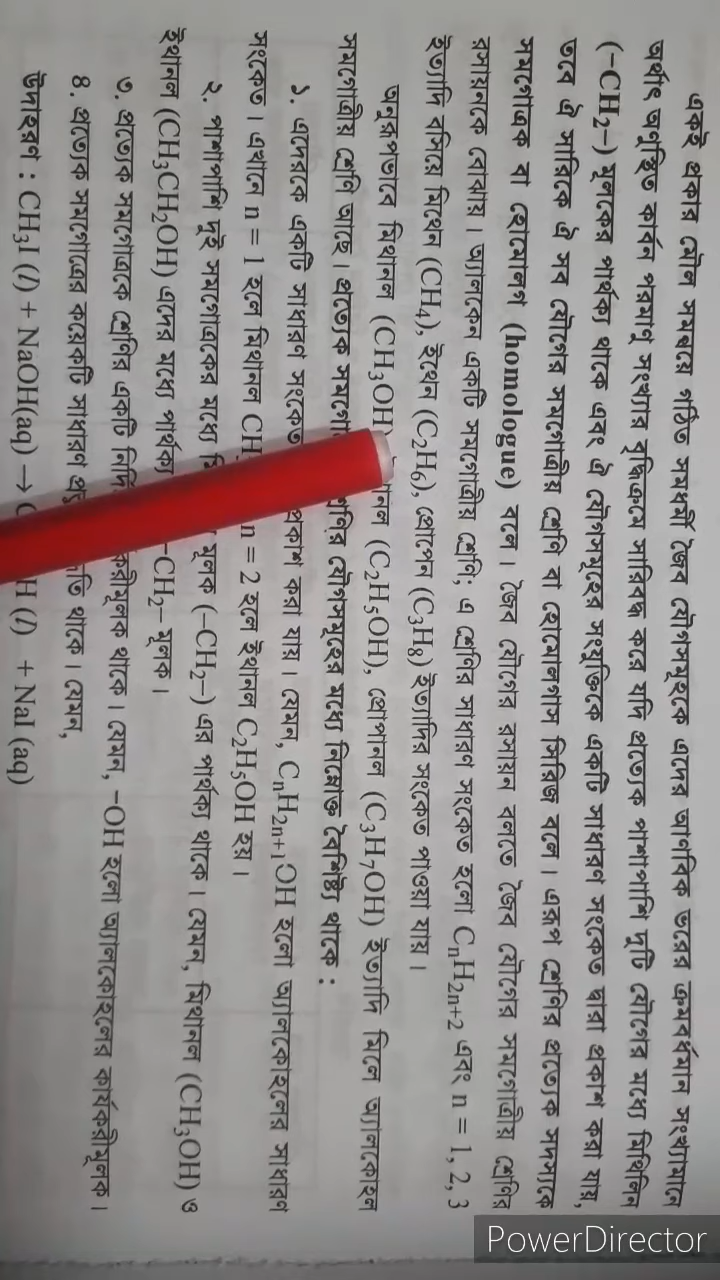 একই প্রকার মৌল সমন্বয়ে গঠিত সমধর্মী জৈব যৌগসমূহকে এদের আণবিক ভরের ক্রমবর্ধমান সংখ্যামানে
অর্থাৎ অণুস্থিত কার্বন পরমাণু সংখ্যার বৃদ্ধিক্রমে সারিবদ্ধ করে যদি প্রত্যেক পাশাপাশি দুটি যৌগের মধ্যে মিথিলিন
(−CH₂−) মূলকের পার্থক্য থাকে এবং ঐ যৌগসমূহের সংযুক্তিকে একটি সাধারণ সংকেত দ্বারা প্রকাশ করা যায়,
তবে ঐ সারিকে ঐ সব যৌগের সমগোত্রীয় শ্রেণি বা হোমোলগাস সিরিজ বলে। এরূপ শ্রেণির প্রত্যেক সদস্যকে
সমগোত্রক বা হোমোলগ (homologue) বলে। জৈব যৌগের রসায়ন বলতে জৈব যৌগের সমগোত্রীয় শ্রেণির
রসায়নকে বোঝায়। অ্যালকেন একটি সমগোত্রীয় শ্রেণি; এ শ্রেণির সাধারণ সংকেত হলো CₙH₂ₙ₊₂ এবং n = 1, 2, 3
ইত্যাদি বসিয়ে মিথেন (CH₄), ইথেন (C₂H₆), প্রোপেন (C₃H₈) ইত্যাদির সংকেত পাওয়া যায়।
অনুরূপভাবে মিথানল (CH₃OH) নল (C₂H₅OH), প্রোপানল (C₃H₇OH) ইত্যাদি মিলে অ্যালকোহল
সমগোত্রীয় শ্রেণি আছে। প্রত্যেক সমগো ণির যৌগসমূহের মধ্যে নিম্নোক্ত বৈশিষ্ট্য থাকে :
১. এদেরকে একটি সাধারণ সংকেত প্রকাশ করা যায়। যেমন, CₙH₂ₙ₊₁OH হলো অ্যালকোহলের সাধারণ
সংকেত। এখানে n = 1 হলে মিথানল CH n = 2 হলে ইথানল C₂H₅OH হয়।
২. পাশাপাশি দুই সমগোত্রকের মধ্যে মি মূলক (−CH₂−) এর পার্থক্য থাকে। যেমন, মিথানল (CH₃OH) ও
ইথানল (CH₃CH₂OH) এদের মধ্যে পার্থক্য −CH₂− মূলক।
৩. প্রত্যেক সমগোত্রকে শ্রেণির একটি নির্দি করীমূলক থাকে। যেমন, −OH হলো অ্যালকোহলের কার্যকরীমূলক।
৪. প্রত্যেক সমগোত্রের কয়েকটি সাধারণ প্র তি থাকে। যেমন,
উদাহরণ : CH₃I (l) + NaOH(aq) → C H (l) + NaI (aq)
PowerDirector